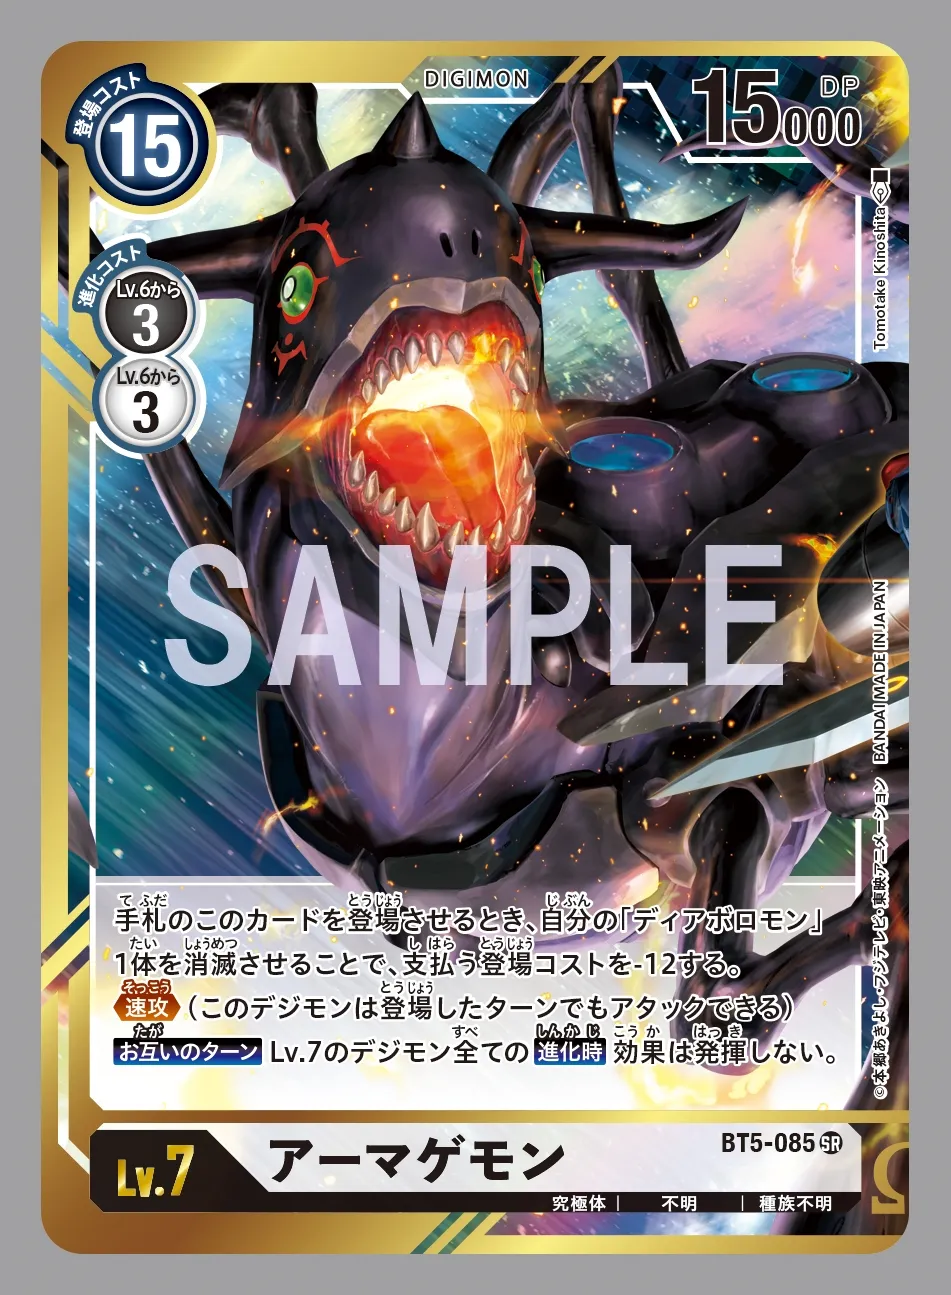 DIGIMON
登場コスト
15
15000
DP
Tomotake Kinoshita
進化コスト
Lv.6から
3
Lv.6から
3
SAMPLE
BANDAI MADE IN JAPAN
©本郷あきよし・フジテレビ・東映アニメーション
手札のこのカードを登場させるとき、自分の「ディアボロモン」
1体を消滅させることで、支払う登場コストを-12する。
速攻(このデジモンは登場したターンでもアタックできる)
お互いのターン Lv.7のデジモン全ての 進化時 効果は発揮しない。
Lv.7
アーマゲモン
BT5-085 SR
究極体 | 不明 | 種族不明
Ω